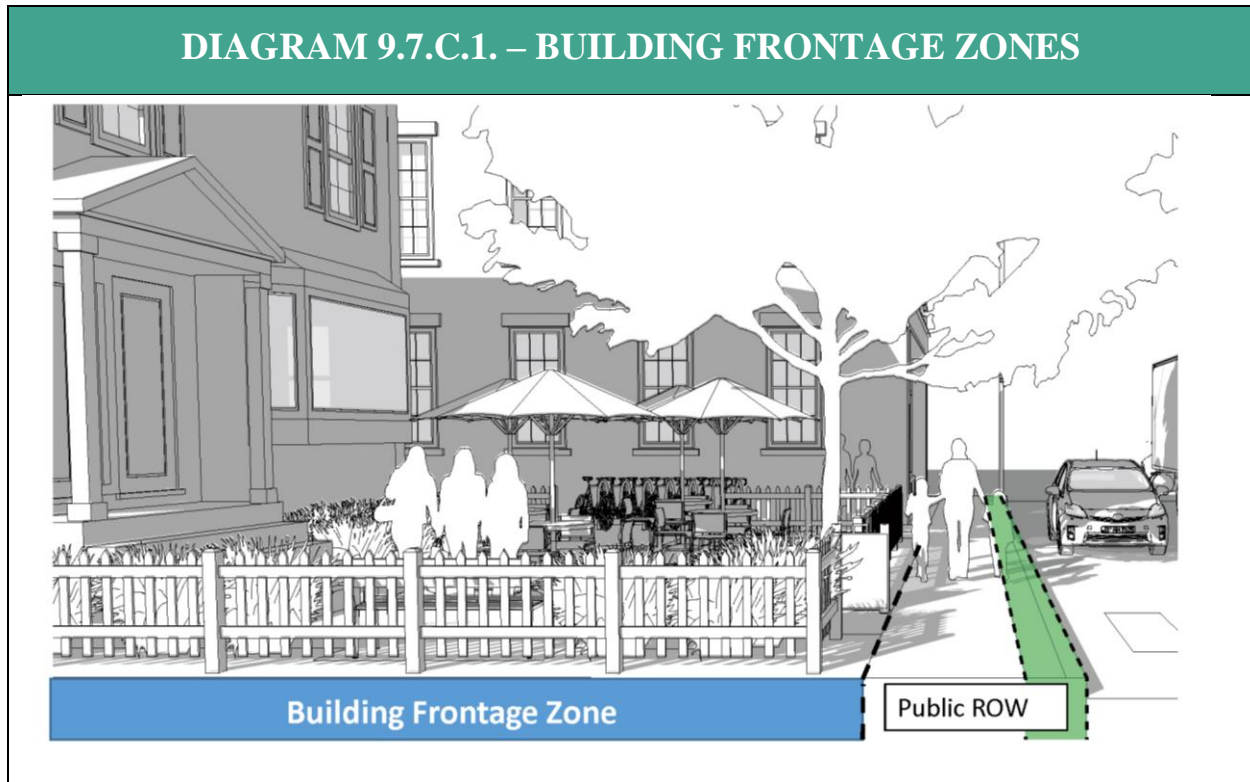 DIAGRAM 9.7.C.1. – BUILDING FRONTAGE ZONES
Building Frontage Zone
Public ROW